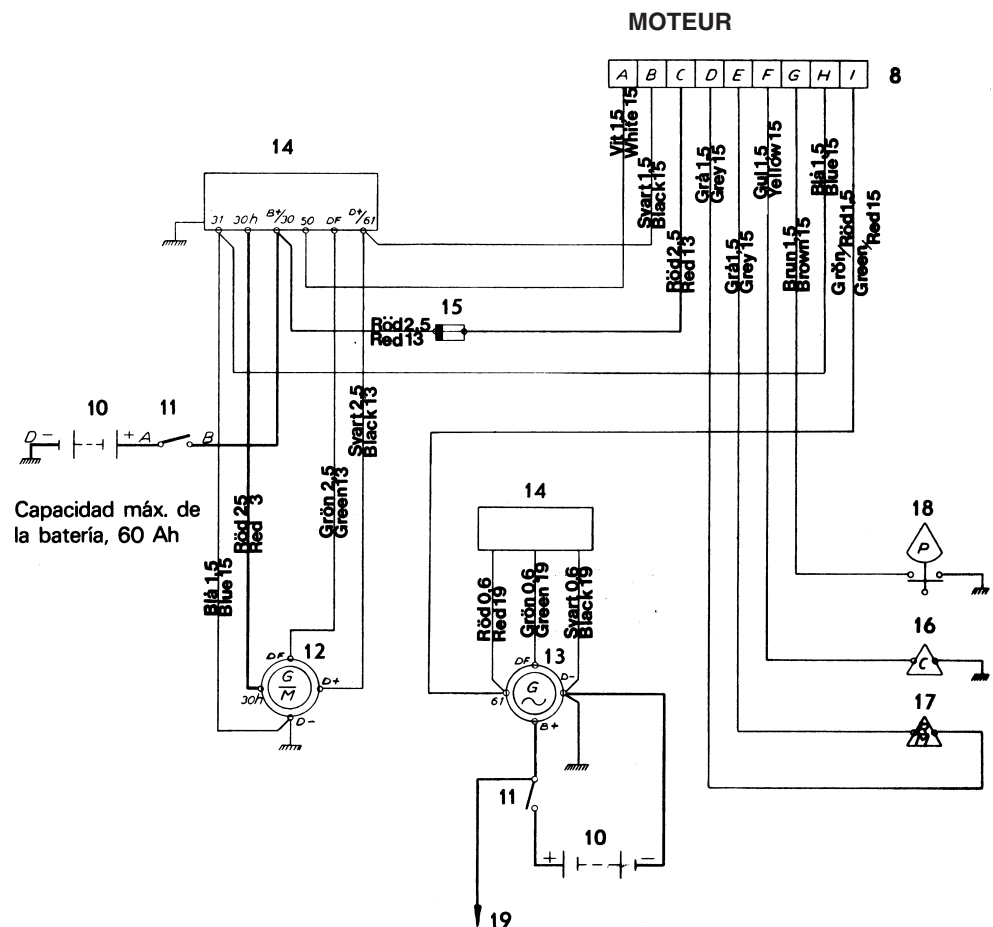 MOTEUR
A B C D E F G H I
8
Vit 1,5
White 15
Svart 1,5
Black 15
Röd 2,5
Red 13
Grå 1,5
Grey 15
Grå 1,5
Grey 15
Gul 1,5
Yellow 15
Brun 1,5
Brown 15
Blå 1,5
Blue 15
Grön/Röd 1,5
Green/Red 15
14
31 30h B+/30 50 DF D+/61
15
Röd 2,5
Red 13
Svart 2,5
Black 13
10 11
D - + A B
Capacidad máx. de
la batería, 60 Ah
Röd 25
Red 3
Grön 2,5
Green 13
Blå 1,5
Blue 15
12
DF
G
M
D+
30h
D-
14
Röd 0,6
Red 19
Grön 0,6
Green 19
Svart 0,6
Black 19
13
DF
D-
G
61
B+
11
10
+ -
19
18
P
16
C
17